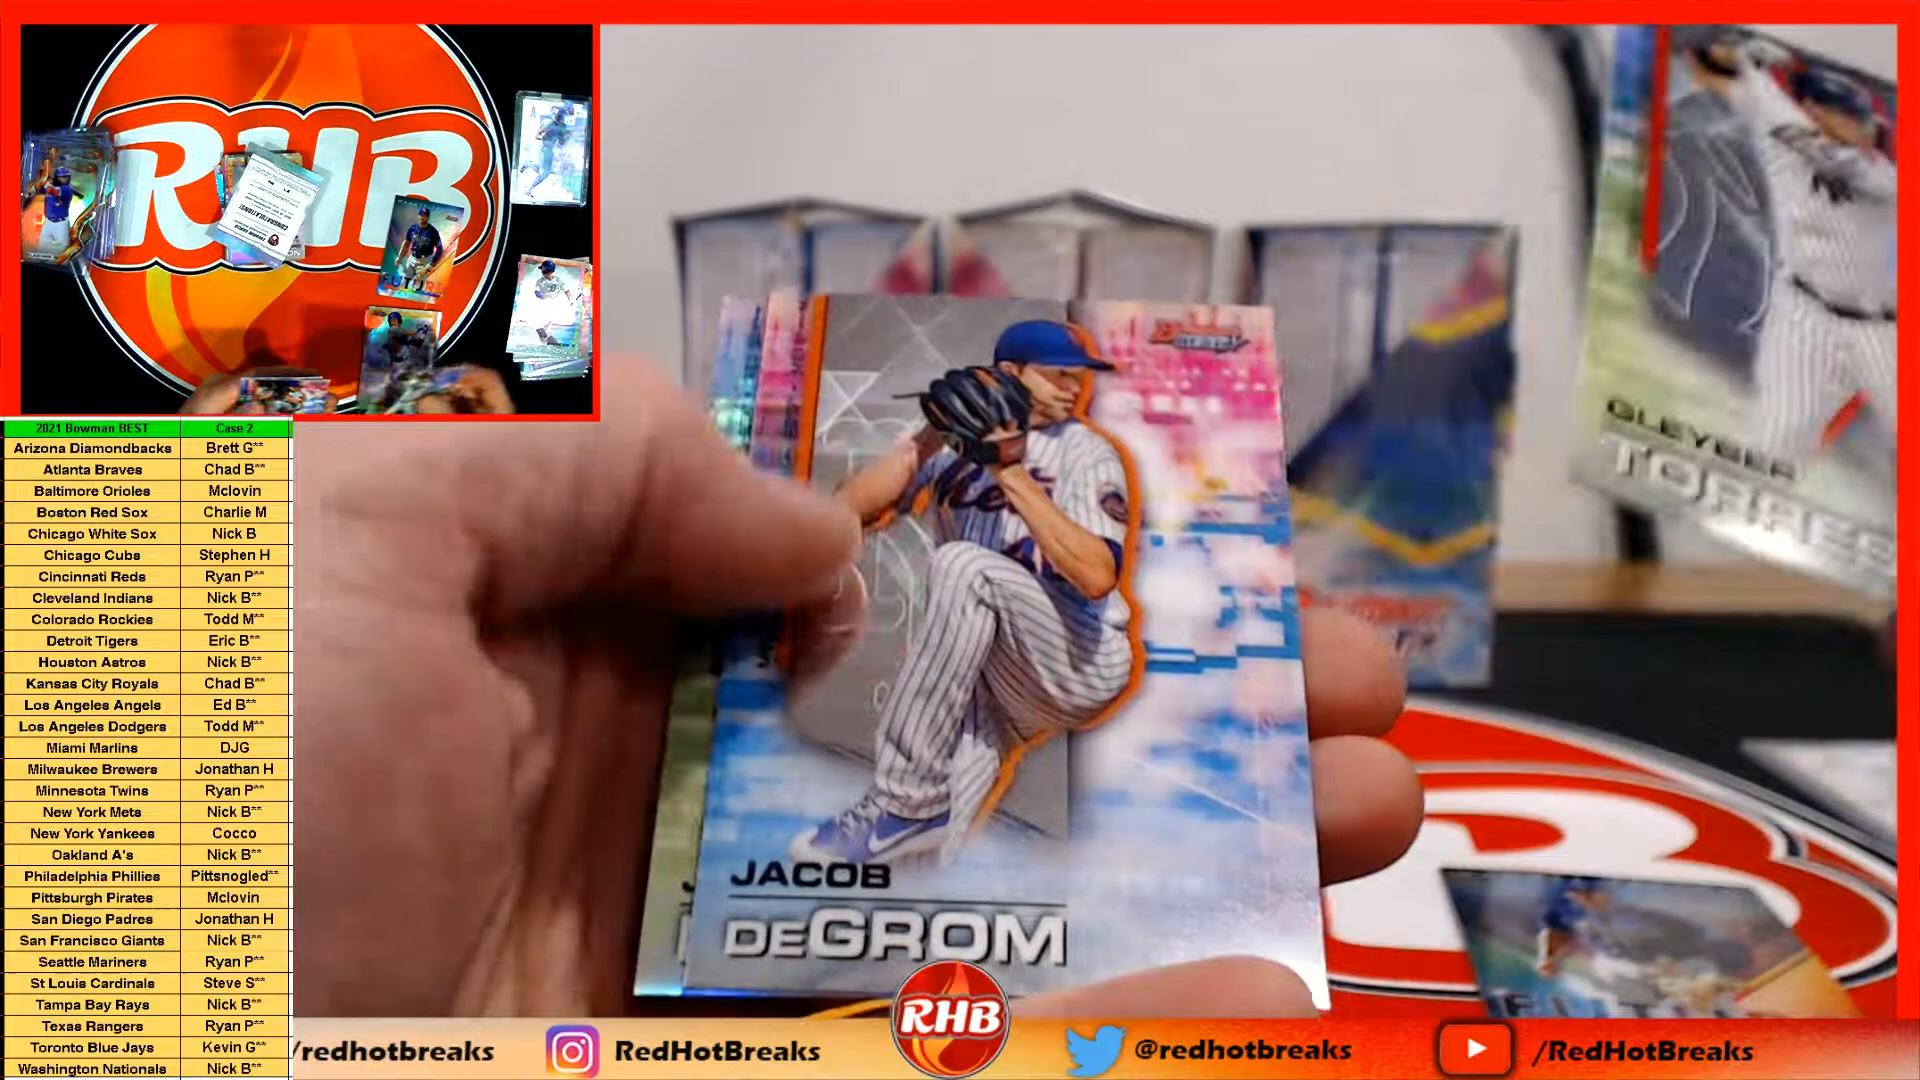 RHB
CONGRATULATIONS!
2021 Bowman BEST Case 2
Arizona Diamondbacks Brett G**
Atlanta Braves Chad B**
Baltimore Orioles Mclovin
Boston Red Sox Charlie M
Chicago White Sox Nick B
Chicago Cubs Stephen H
Cincinnati Reds Ryan P**
Cleveland Indians Nick B**
Colorado Rockies Todd M**
Detroit Tigers Eric B**
Houston Astros Nick B**
Kansas City Royals Chad B**
Los Angeles Angels Ed B**
Los Angeles Dodgers Todd M**
Miami Marlins DJG
Milwaukee Brewers Jonathan H
Minnesota Twins Ryan P**
New York Mets Nick B**
New York Yankees Cocco
Oakland A's Nick B**
Philadelphia Phillies Pittsnogled**
Pittsburgh Pirates Mclovin
San Diego Padres Jonathan H
San Francisco Giants Nick B**
Seattle Mariners Ryan P**
St Louis Cardinals Steve S**
Tampa Bay Rays Nick B**
Texas Rangers Ryan P**
Toronto Blue Jays Kevin G**
Washington Nationals Nick B**
GLEYBER
TORRES
JACOB
DEGROM
RHB
/redhotbreaks
RedHotBreaks
@redhotbreaks
/RedHotBreaks